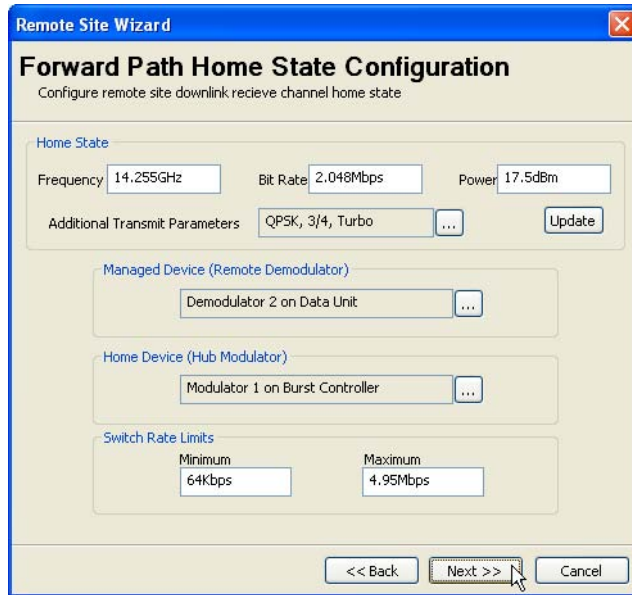 Remote Site Wizard
Forward Path Home State Configuration
Configure remote site downlink recieve channel home state
Home State
Frequency 14.255GHz Bit Rate 2.048Mbps Power 17.5dBm
Additional Transmit Parameters QPSK, 3/4, Turbo ... Update
Managed Device (Remote Demodulator)
Demodulator 2 on Data Unit ...
Home Device (Hub Modulator)
Modulator 1 on Burst Controller ...
Switch Rate Limits
Minimum Maximum
64Kbps 4.95Mbps
<< Back Next >> Cancel